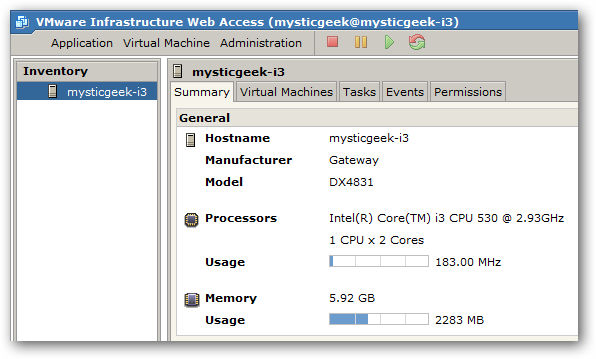 VMware Infrastructure Web Access (mysticgeek@mysticgeek-i3)
Application Virtual Machine Administration
Inventory
mysticgeek-i3
mysticgeek-i3
Summary Virtual Machines Tasks Events Permissions
General
Hostname mysticgeek-i3
Manufacturer Gateway
Model DX4831
Processors Intel(R) Core(TM) i3 CPU 530 @ 2.93GHz
1 CPU x 2 Cores
Usage 183.00 MHz
Memory 5.92 GB
Usage 2283 MB